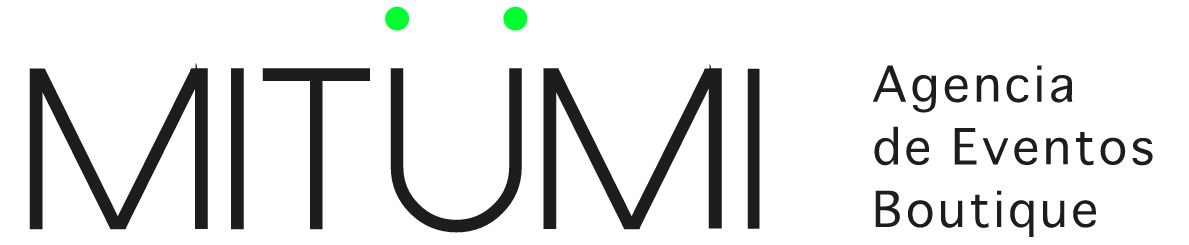 MITÜMI
Agencia
de Eventos
Boutique